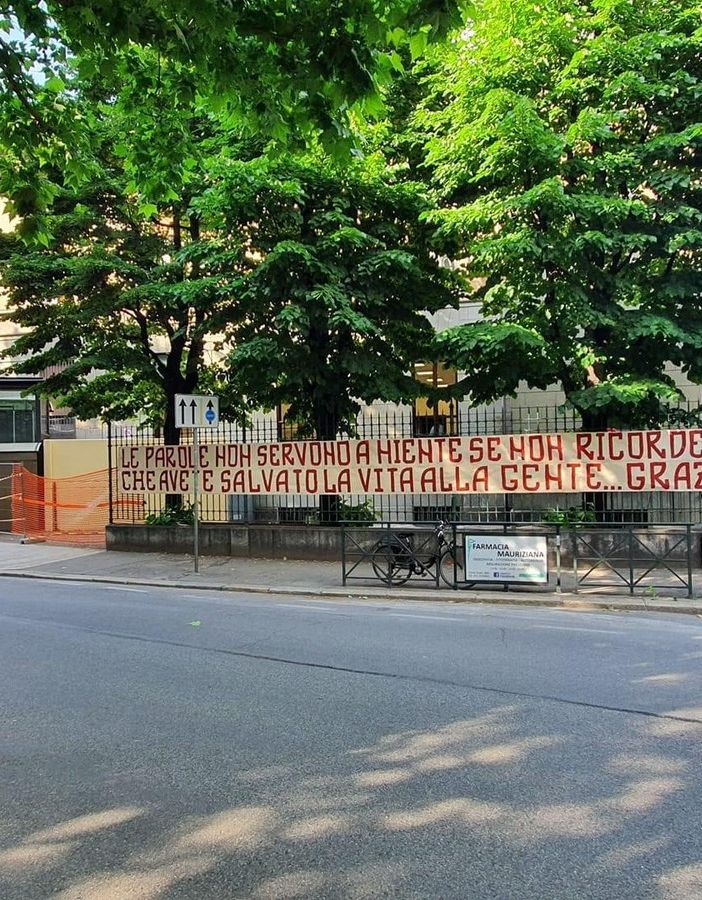 LE PAROLE NON SERVONO A NIENTE SE NON RICORDE
CHE AVETE SALVATO LA VITA ALLA GENTE...GRAZ
FARMACIA
MAURIZIANA